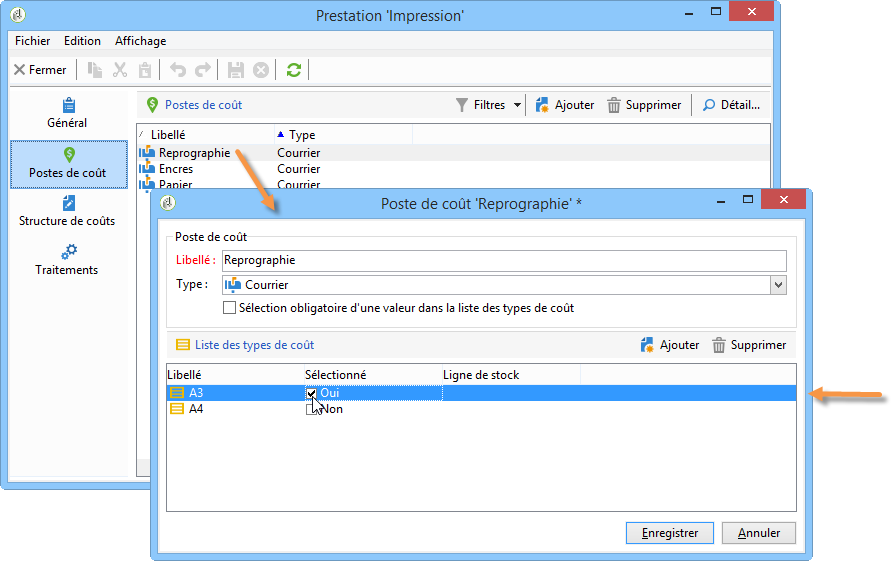 Prestation 'Impression'
Fichier Edition Affichage
Fermer
Général
Postes de coût
Structure de coûts
Traitements
Postes de coût Filtres Ajouter Supprimer Détail...
Libellé Type
Reprographie Courrier
Encres Courrier
Papier Courrier
Poste de coût 'Reprographie' *
Poste de coût
Libellé : Reprographie
Type : Courrier
Sélection obligatoire d'une valeur dans la liste des types de coût
Liste des types de coût Ajouter Supprimer
Libellé Sélectionné Ligne de stock
A3 Oui
A4 Non
Enregistrer Annuler